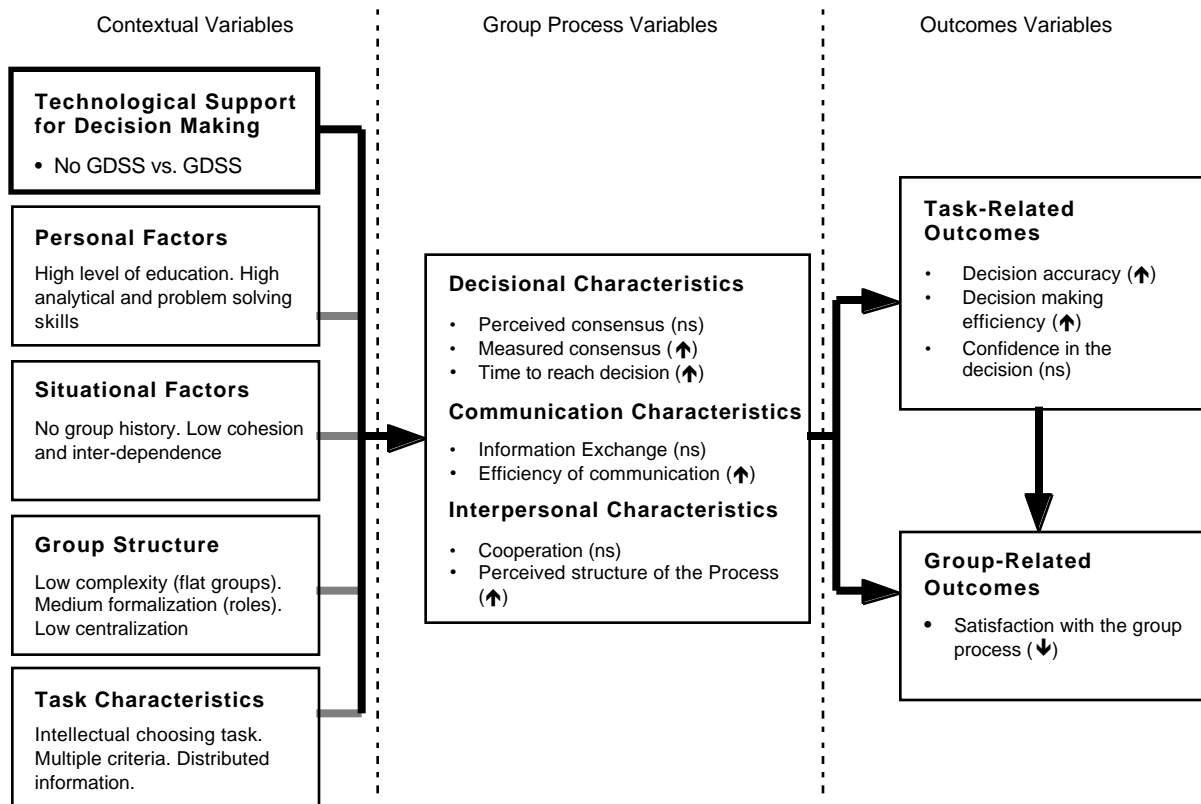 Contextual Variables
Group Process Variables
Outcomes Variables
Technological Support
for Decision Making
• No GDSS vs. GDSS
Personal Factors
High level of education. High
analytical and problem solving
skills
Situational Factors
No group history. Low cohesion
and inter-dependence
Group Structure
Low complexity (flat groups).
Medium formalization (roles).
Low centralization
Task Characteristics
Intellectual choosing task.
Multiple criteria. Distributed
information.
Decisional Characteristics
• Perceived consensus (ns)
• Measured consensus (↑)
• Time to reach decision (↑)
Communication Characteristics
• Information Exchange (ns)
• Efficiency of communication (↑)
Interpersonal Characteristics
• Cooperation (ns)
• Perceived structure of the Process
(↑)
Task-Related
Outcomes
• Decision accuracy (↑)
• Decision making
efficiency (↑)
• Confidence in the
decision (ns)
Group-Related
Outcomes
• Satisfaction with the group
process (↓)